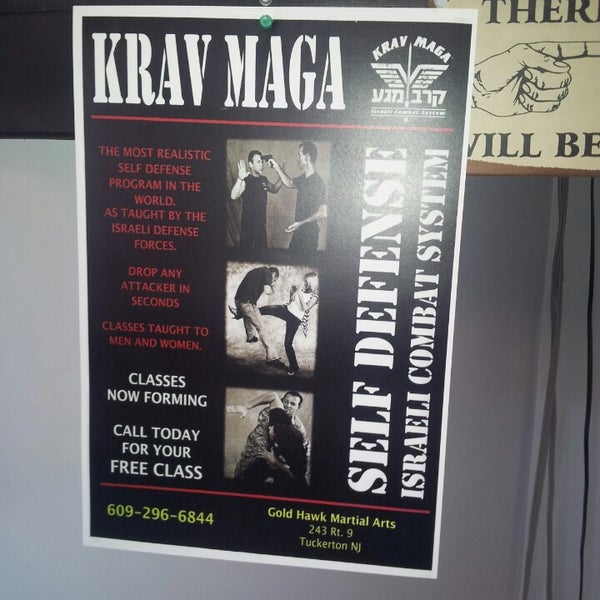 KRAV MAGA
KRAV MAGA
קרב מגע
Israeli Combat System
THE MOST REALISTIC
SELF DEFENSE
PROGRAM IN THE
WORLD.
AS TAUGHT BY THE
ISRAELI DEFENSE
FORCES.
DROP ANY
ATTACKER IN
SECONDS
CLASSES TAUGHT TO
MEN AND WOMEN.
CLASSES
NOW FORMING
CALL TODAY
FOR YOUR
FREE CLASS
SELF DEFENSE
ISRAELI COMBAT SYSTEM
609-296-6844
Gold Hawk Martial Arts
243 Rt. 9
Tuckerton NJ
THER
WILL BE